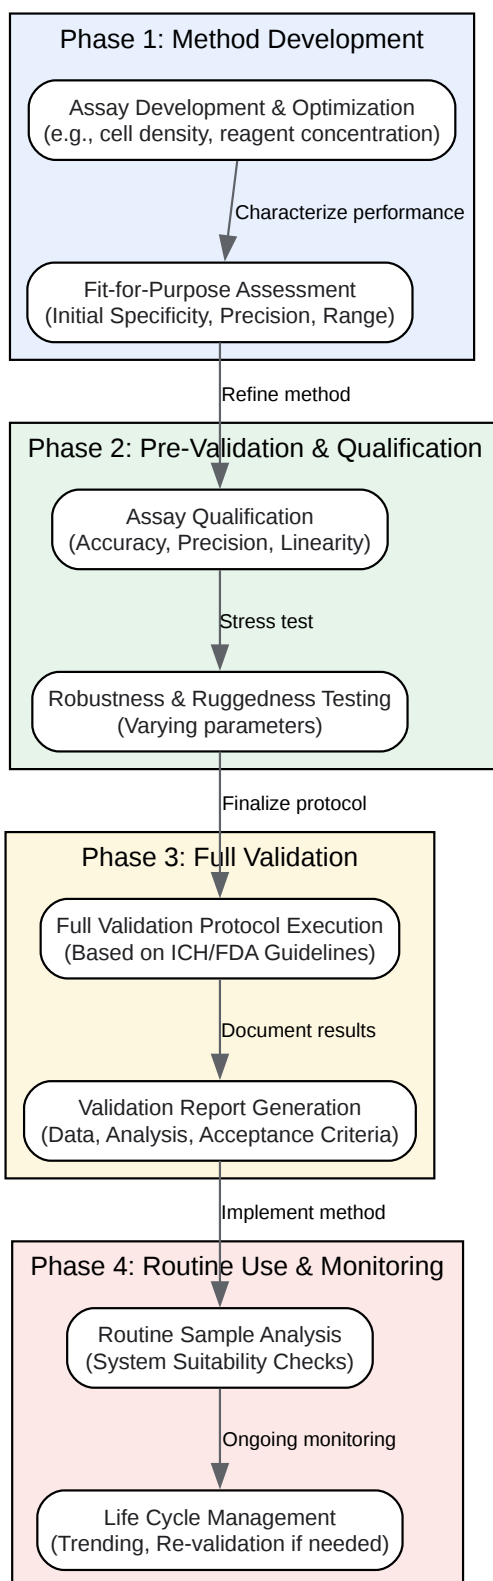 Phase 1: Method Development
Assay Development & Optimization
(e.g., cell density, reagent concentration)
Characterize performance
Fit-for-Purpose Assessment
(Initial Specificity, Precision, Range)
Refine method
Phase 2: Pre-Validation & Qualification
Assay Qualification
(Accuracy, Precision, Linearity)
Stress test
Robustness & Ruggedness Testing
(Varying parameters)
Finalize protocol
Phase 3: Full Validation
Full Validation Protocol Execution
(Based on ICH/FDA Guidelines)
Document results
Validation Report Generation
(Data, Analysis, Acceptance Criteria)
Implement method
Phase 4: Routine Use & Monitoring
Routine Sample Analysis
(System Suitability Checks)
Ongoing monitoring
Life Cycle Management
(Trending, Re-validation if needed)